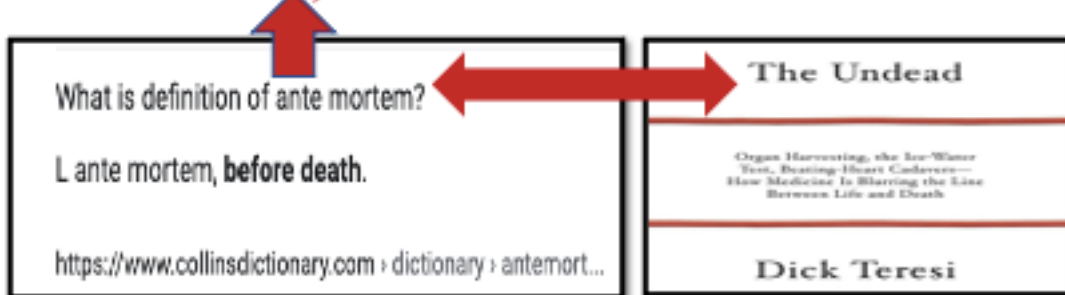 What is definition of ante mortem?
L ante mortem, before death.
https://www.collinsdictionary.com › dictionary › antemort...
The Undead
Organ Harvesting, the Ice-Water
Test, Beating-Heart Cadavers—
How Medicine Is Blurring the Line
Between Life and Death
Dick Teresi